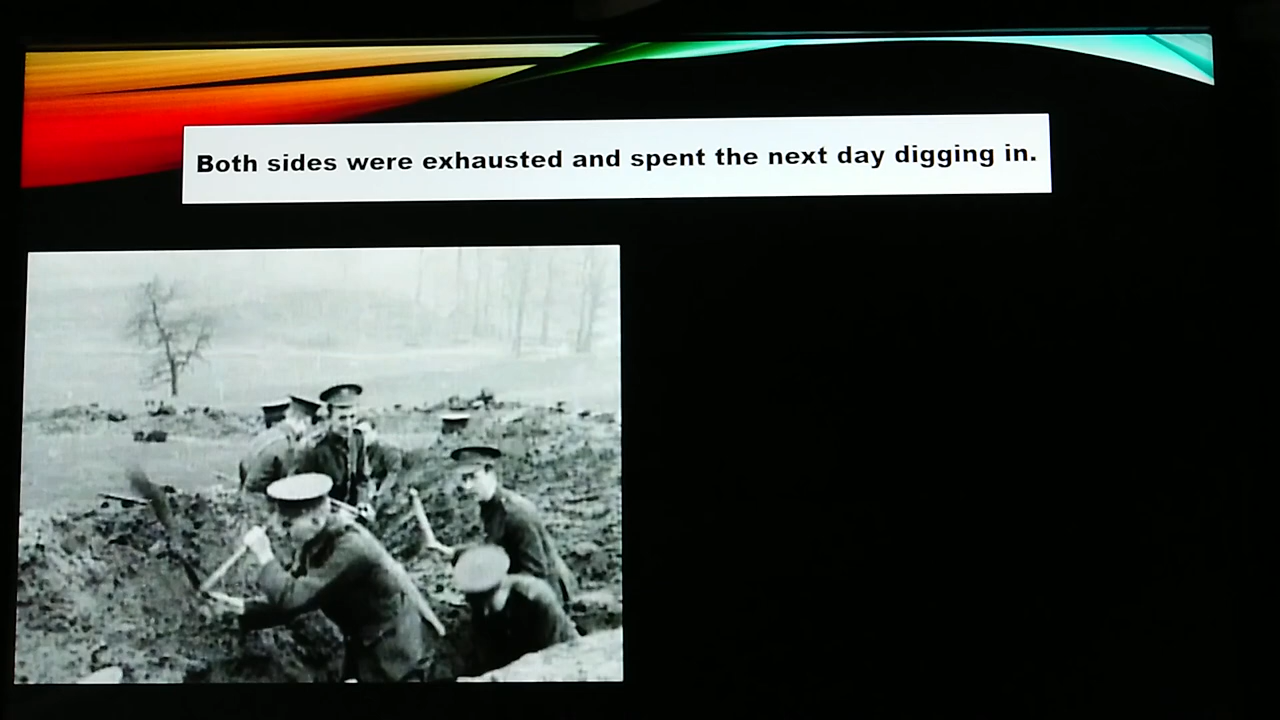 Both sides were exhausted and spent the next day digging in.